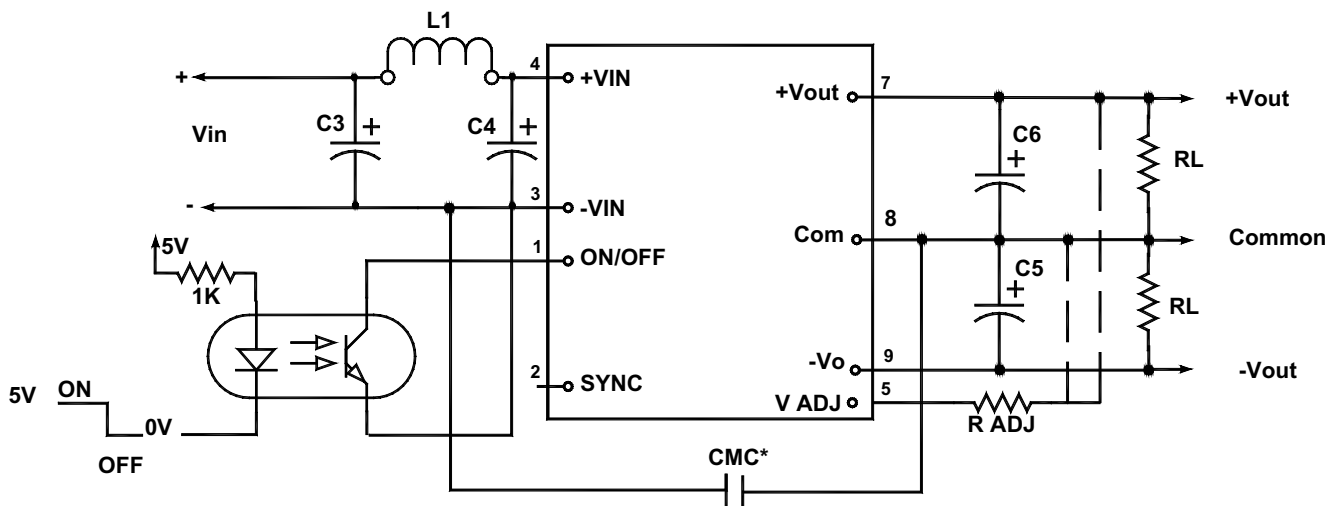 L1
+
4
+VIN
+Vout
7
+Vout
C3
+
C4
+
Vin
C6
+
RL
-
3
-VIN
Com
8
Common
5V
1
ON/OFF
1K
C5
+
RL
-Vo
9
-Vout
2
SYNC
5V
ON
V ADJ
5
0V
R ADJ
OFF
CMC*